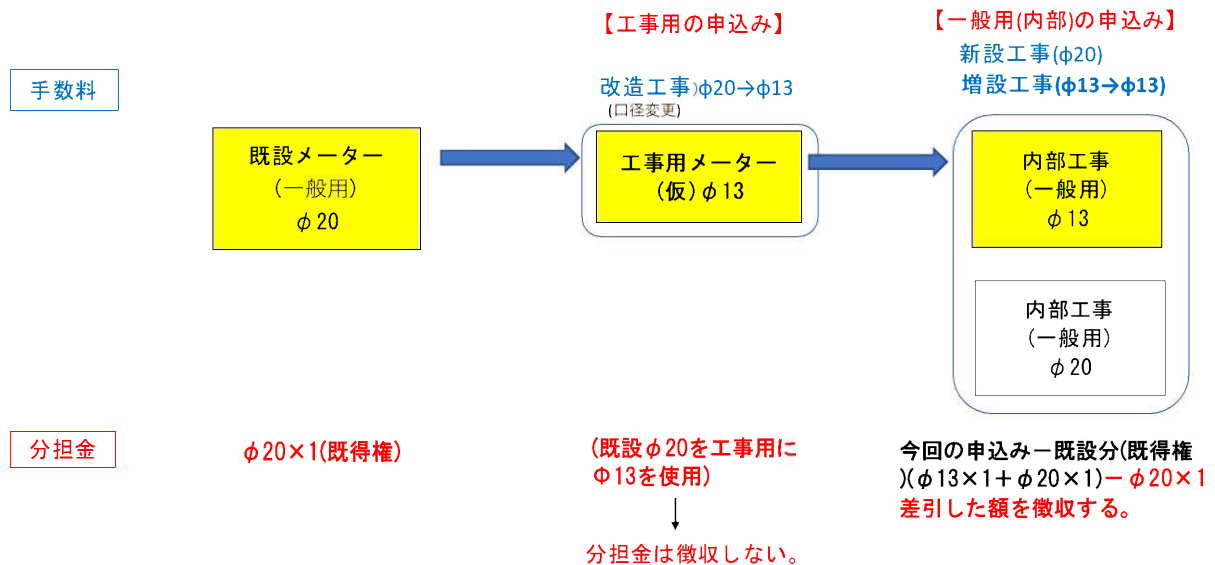 【工事用の申込み】
【一般用(内部)の申込み】
手数料
改造工事)φ20→φ13
(口径変更)
新設工事(φ20)
増設工事(φ13→φ13)
既設メーター
(一般用)
φ20
工事用メーター
(仮)φ13
内部工事
(一般用)
φ13
内部工事
(一般用)
φ20
分担金
φ20×1(既得権)
(既設φ20を工事用に
Φ13を使用)
分担金は徴収しない。
今回の申込み－既設分(既得権
)(φ13×1＋φ20×1)－φ20×1
差引した額を徴収する。